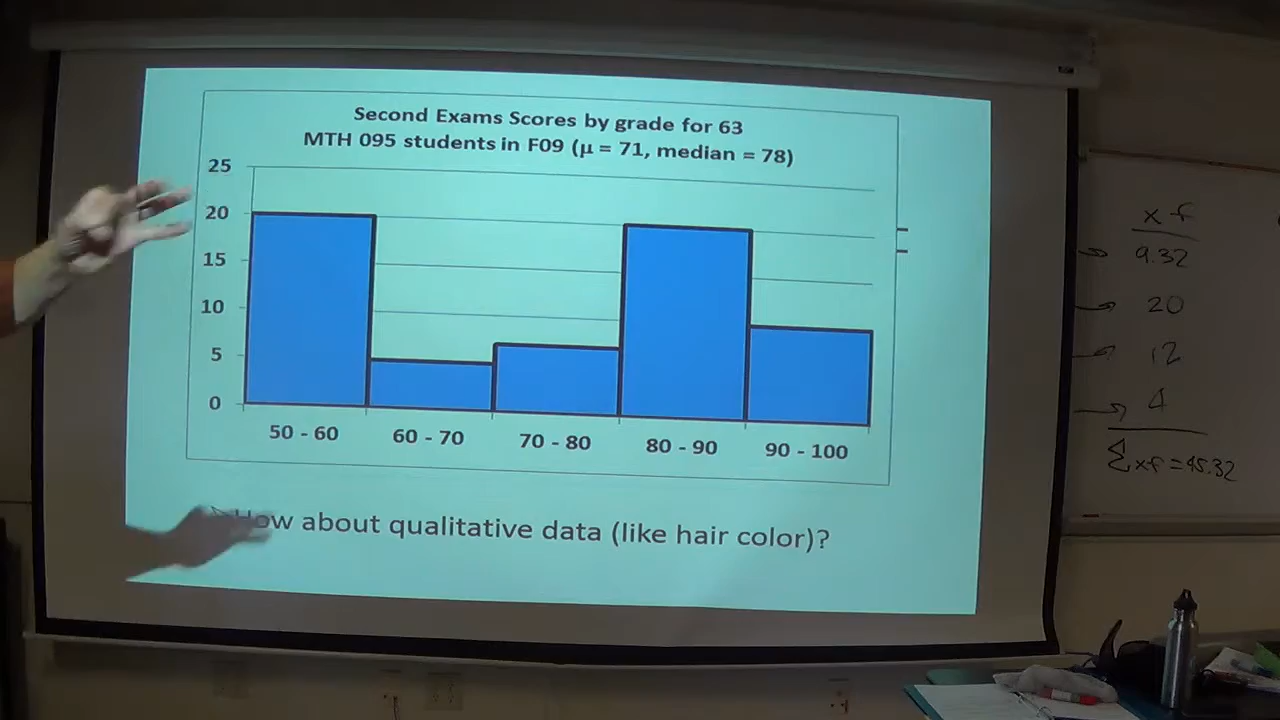 Second Exams Scores by grade for 63
MTH 095 students in F09 (μ = 71, median = 78)
25
20
15
10
5
0
50 - 60
60 - 70
70 - 80
80 - 90
90 - 100
How about qualitative data (like hair color)?
x f
9.32
20
12
4
Σxf = 45.32